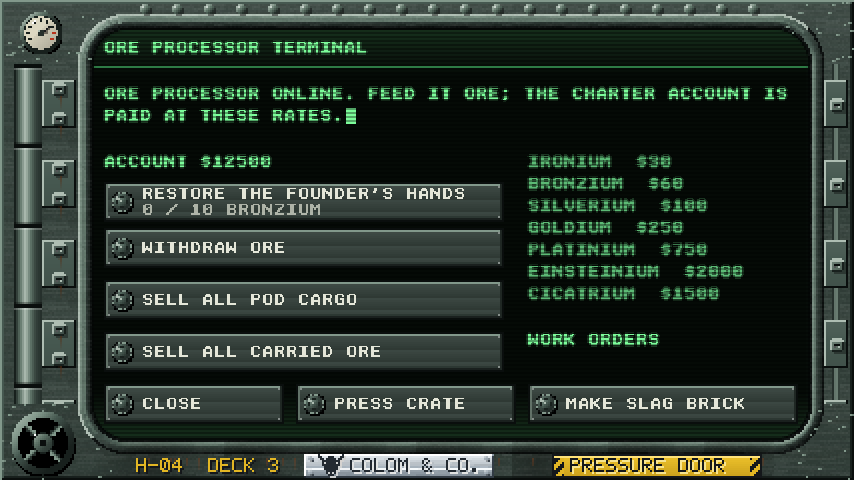 ORE PROCESSOR TERMINAL
ORE PROCESSOR ONLINE. FEED IT ORE; THE CHARTER ACCOUNT IS
PAID AT THESE RATES.
ACCOUNT $12500
RESTORE THE FOUNDER'S HANDS
0 / 10 BRONZIUM
WITHDRAW ORE
SELL ALL POD CARGO
SELL ALL CARRIED ORE
IRONIUM $30
BRONZIUM $60
SILVERIUM $100
GOLDIUM $250
PLATINIUM $750
EINSTEINIUM $2000
CICATRIUM $1500
WORK ORDERS
CLOSE
PRESS CRATE
MAKE SLAG BRICK
H-04 DECK 3
COLOM & CO.
PRESSURE DOOR